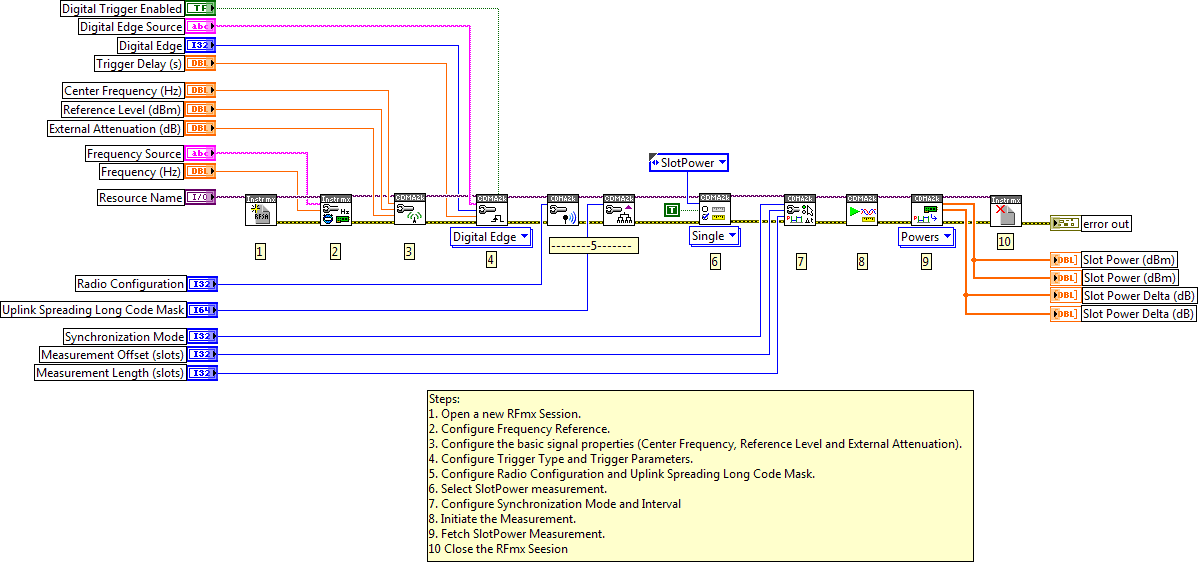 Digital Trigger Enabled TF
Digital Edge Source abc
Digital Edge I32
Trigger Delay (s) DBL
Center Frequency (Hz) DBL
Reference Level (dBm) DBL
External Attenuation (dB) DBL
Frequency Source abc
Frequency (Hz) DBL
Resource Name I/O
Instr mx
RFSA
Instr mx
Hz
CDMA2k
CDMA2k
CDMA2k
CDMA2k
SlotPower
T
CDMA2k
CDMA2k
CDMA2k
CDMA2k
Instr mx
Digital Edge
Single
Powers
1
2
3
4
--------5-------
6
7
8
9
10
error out
DBL Slot Power (dBm)
DBL Slot Power (dBm)
DBL Slot Power Delta (dB)
DBL Slot Power Delta (dB)
Radio Configuration I32
Uplink Spreading Long Code Mask I64
Synchronization Mode I32
Measurement Offset (slots) I32
Measurement Length (slots) I32
Steps:
1. Open a new RFmx Session.
2. Configure Frequency Reference.
3. Configure the basic signal properties (Center Frequency, Reference Level and External Attenuation).
4. Configure Trigger Type and Trigger Parameters.
5. Configure Radio Configuration and Uplink Spreading Long Code Mask.
6. Select SlotPower measurement.
7. Configure Synchronization Mode and Interval
8. Initiate the Measurement.
9. Fetch SlotPower Measurement.
10 Close the RFmx Seesion